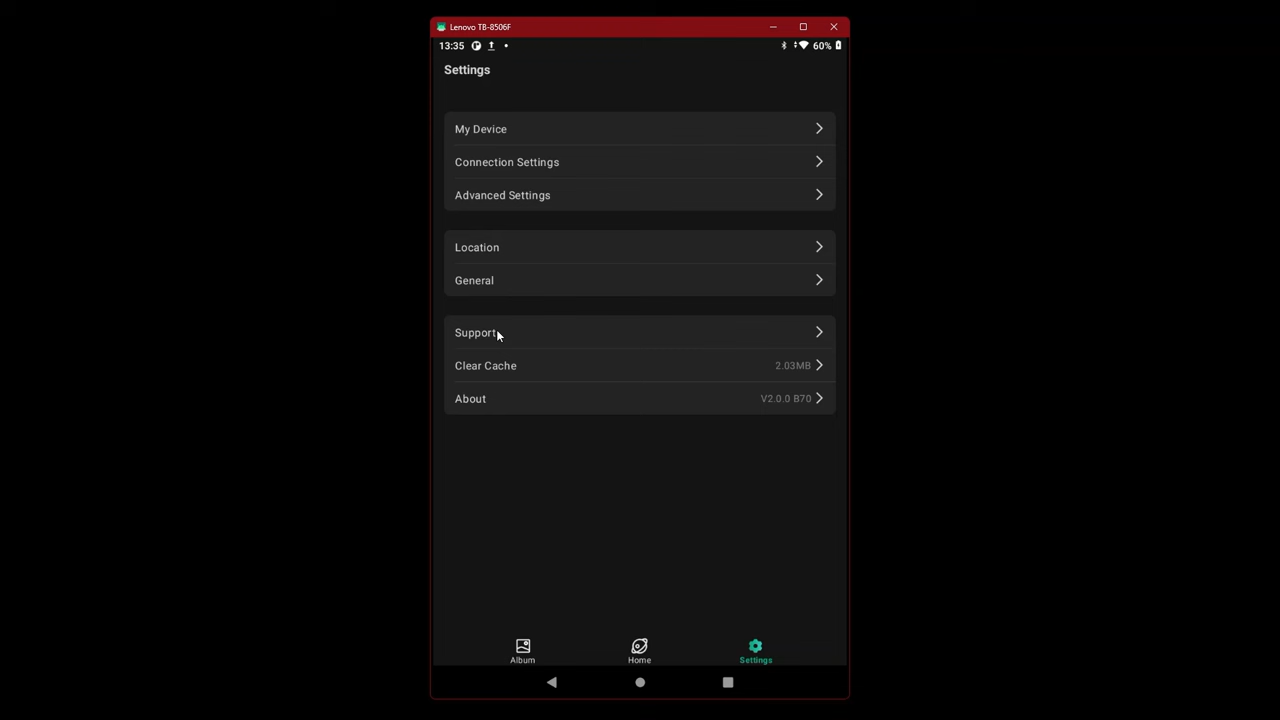 Lenovo TB-8506F
13:35
60%
Settings
My Device
Connection Settings
Advanced Settings
Location
General
Support
Clear Cache 2.03MB
About V2.0.0 B70
Album Home Settings